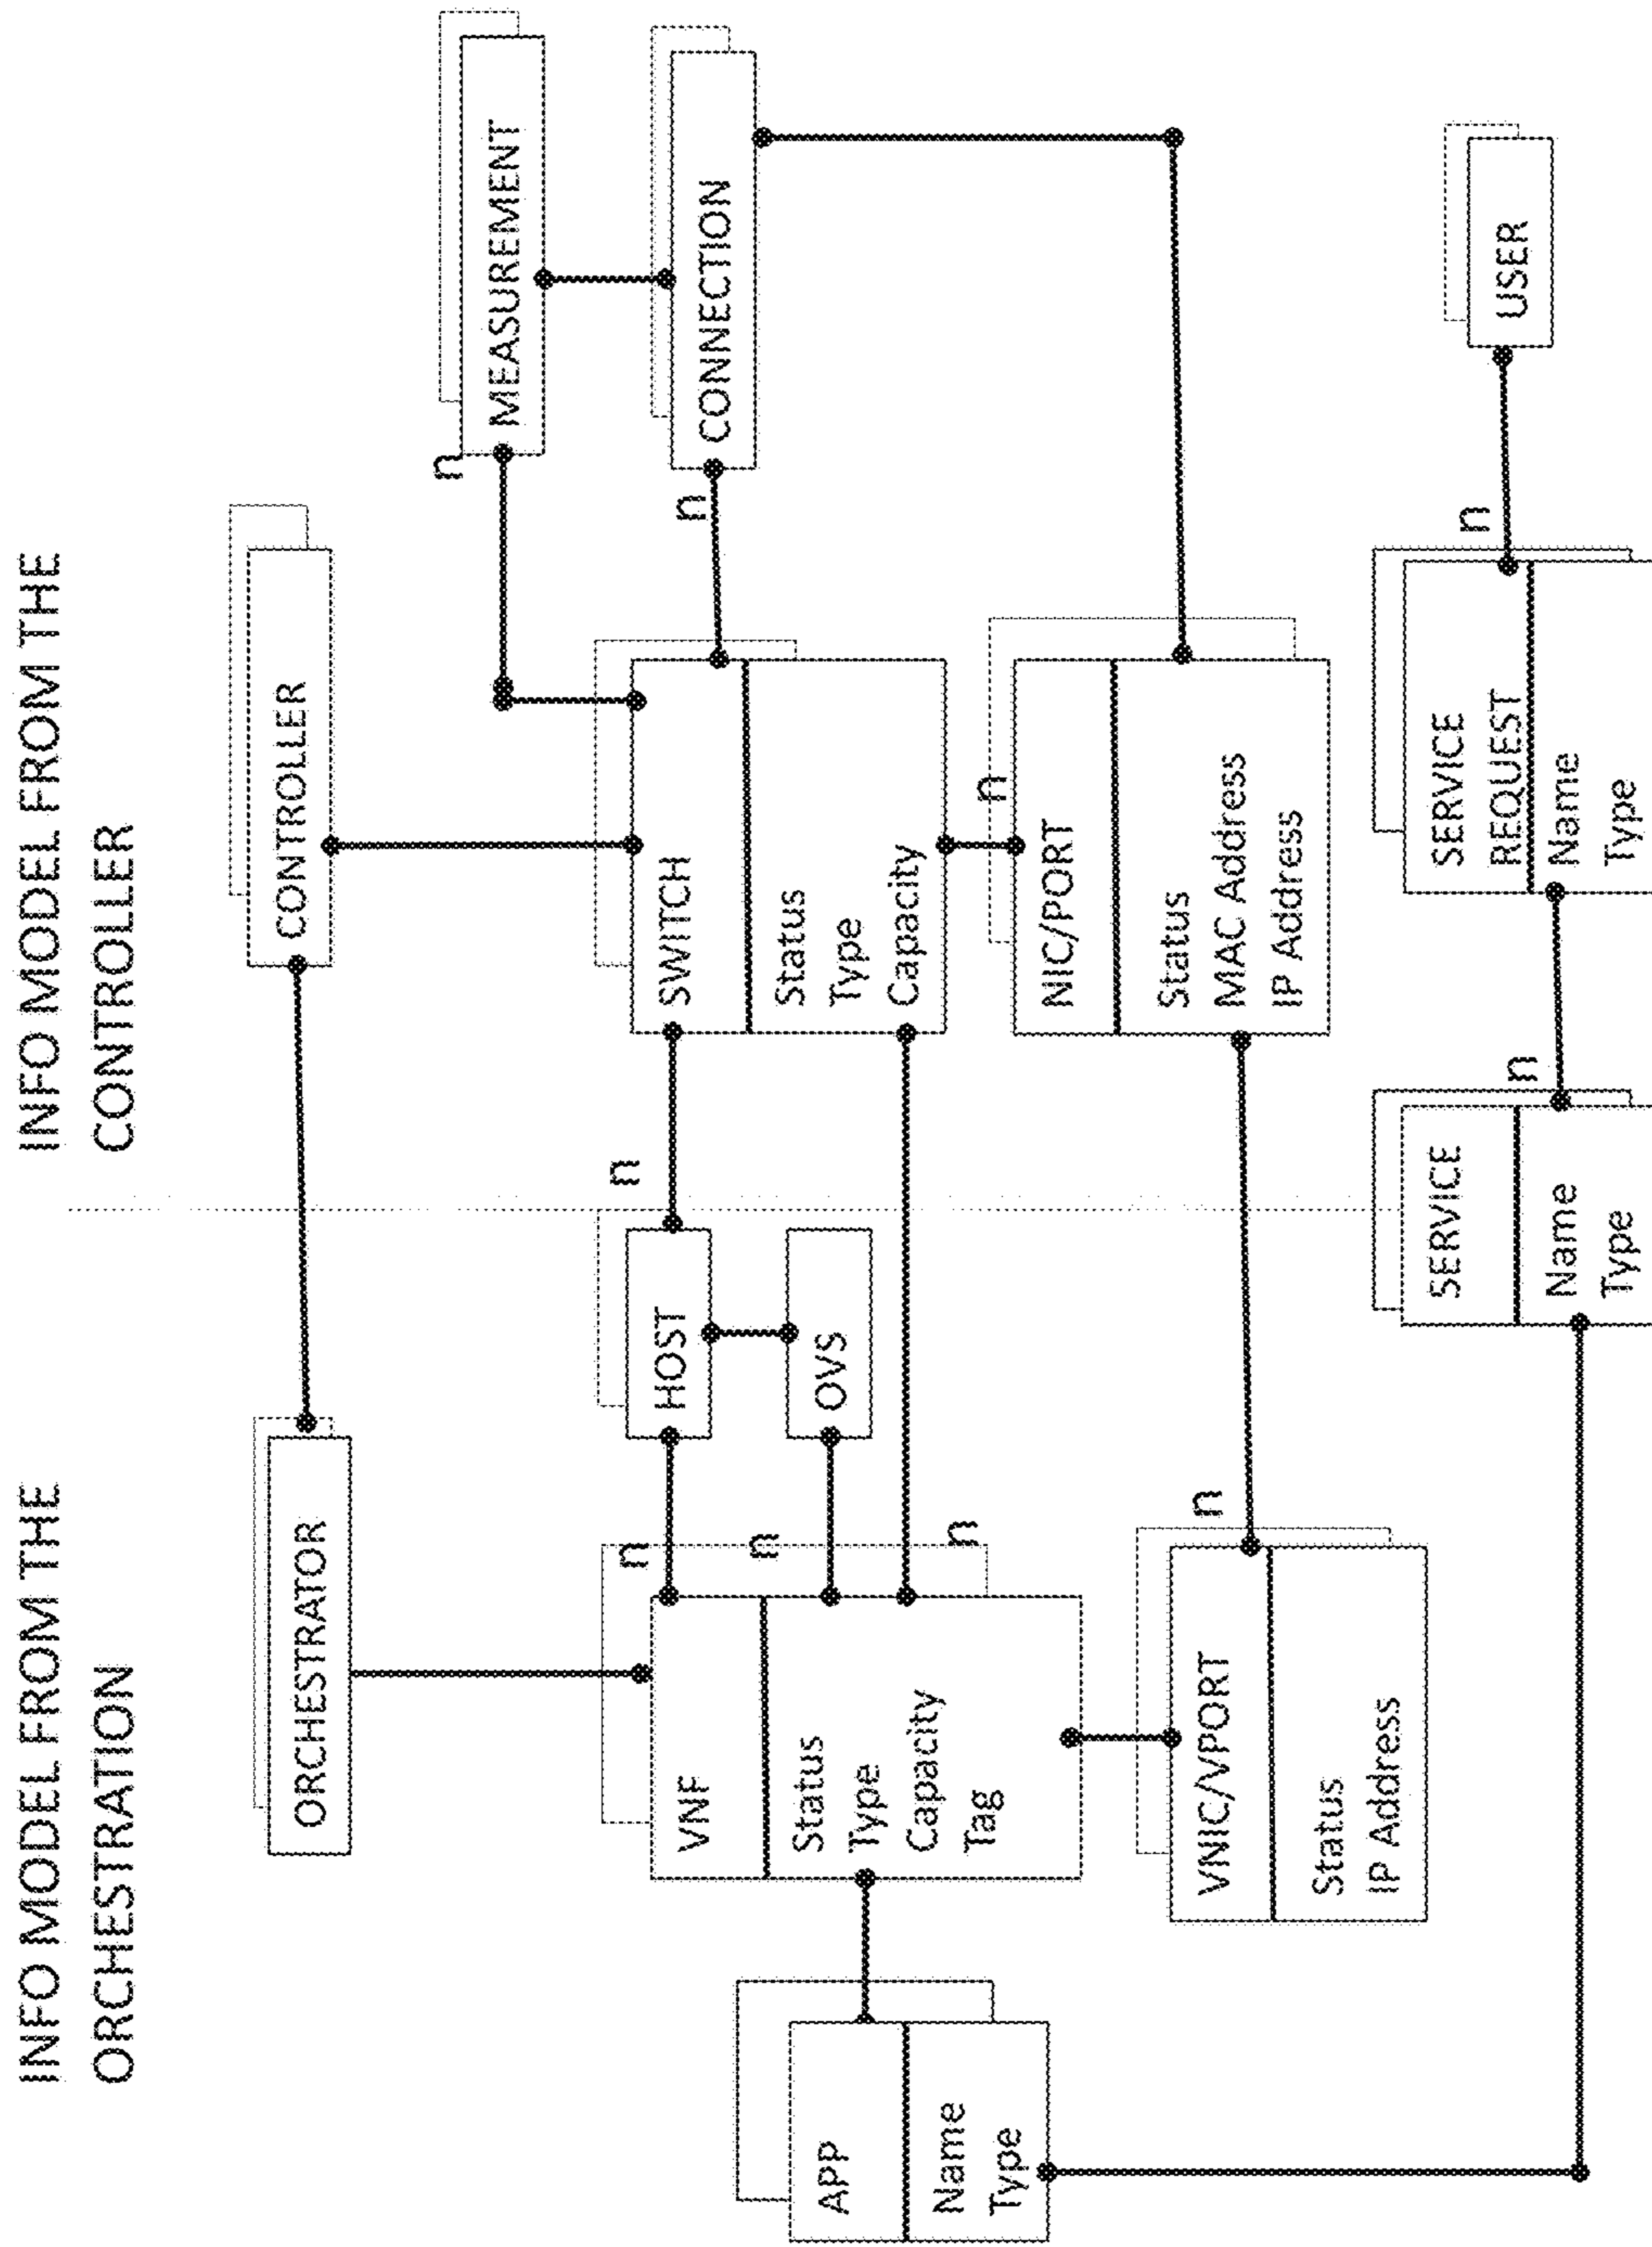 INFO MODEL FROM THE
ORCHESTRATION
INFO MODEL FROM THE
CONTROLLER
ORCHESTRATOR
CONTROLLER
n
MEASUREMENT
n
HOST
n
VNF
Status
Type
Capacity
Tag
n
n
OVS
SWITCH
Status
Type
Capacity
n
CONNECTION
APP
Name
Type
n
VNIC/VPORT
Status
IP Address
n
NIC/PORT
Status
MAC Address
IP Address
SERVICE
Name
Type
n
SERVICE
REQUEST
Name
Type
n
USER